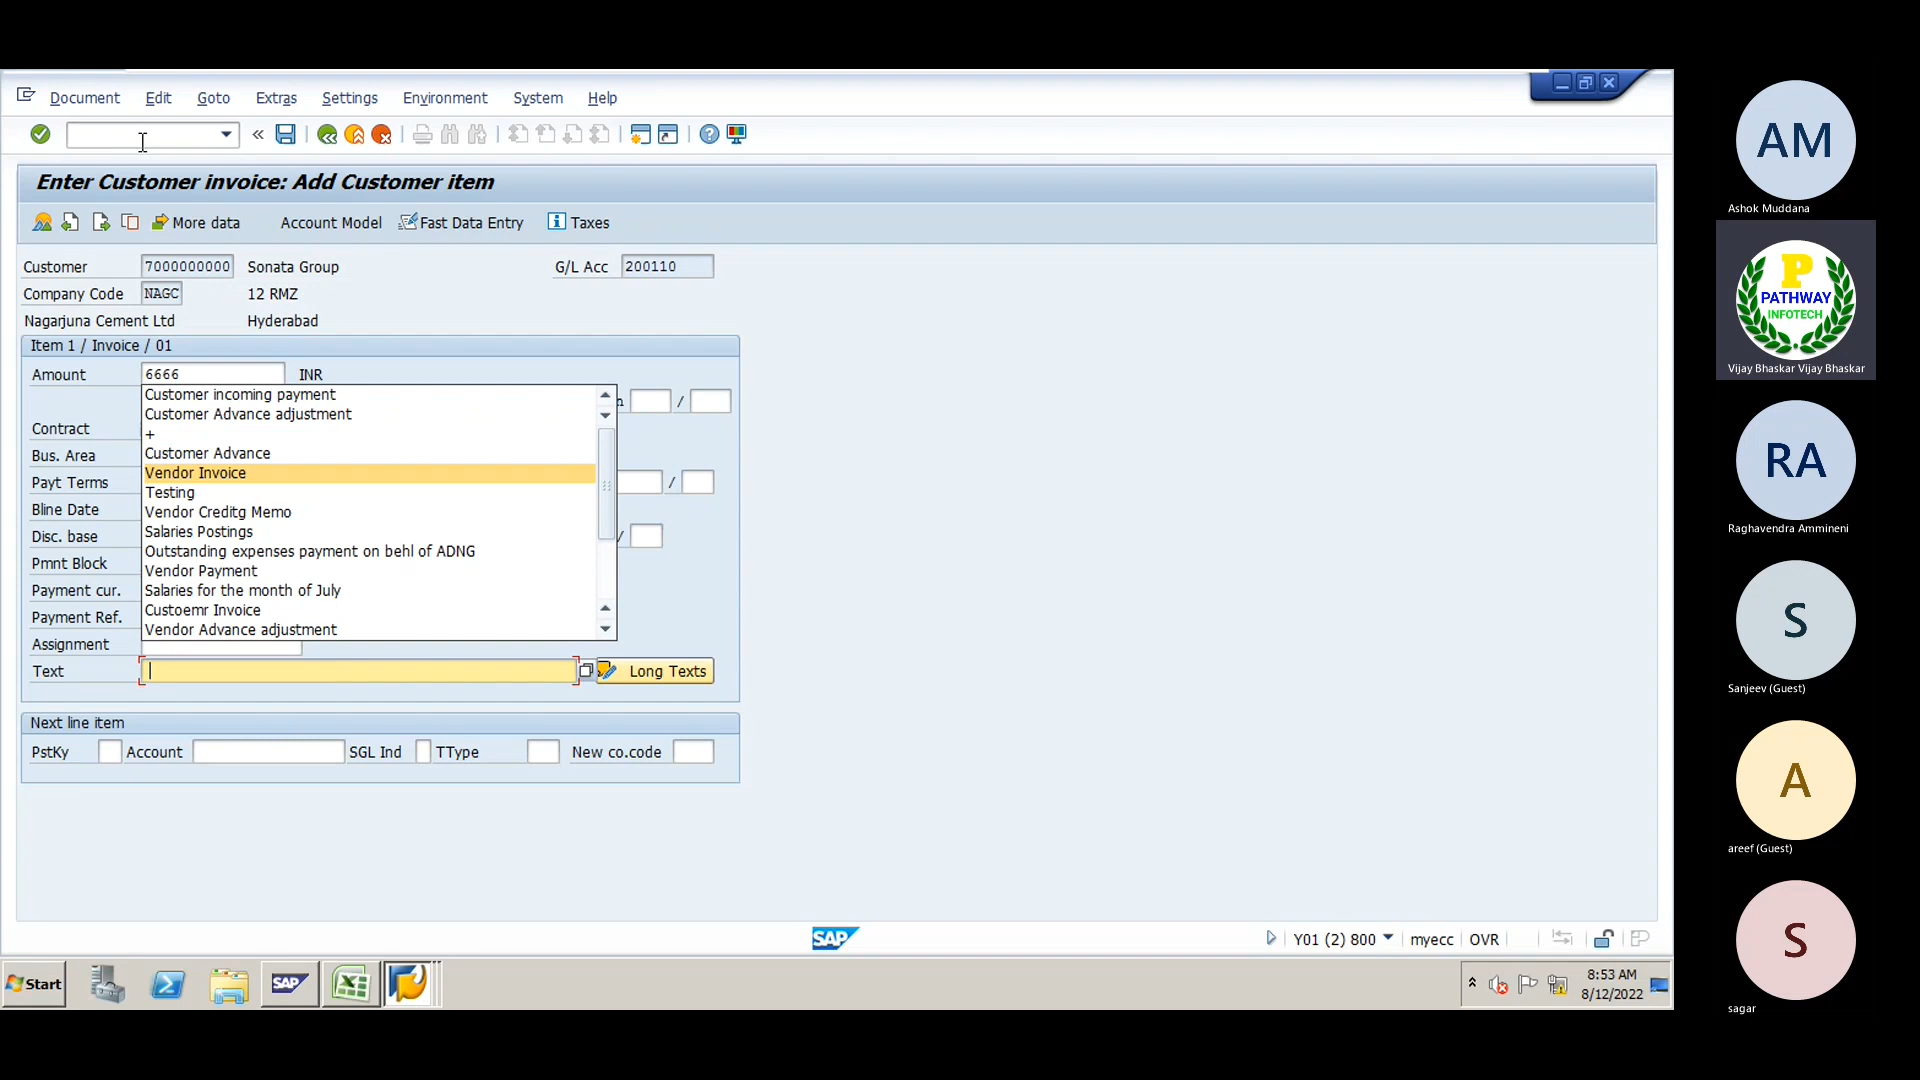 Document Edit Goto Extras Settings Environment System Help
Enter Customer invoice: Add Customer item
More data Account Model Fast Data Entry Taxes
Customer 7000000000 Sonata Group G/L Acc 200110
Company Code NAGC 12 RMZ
Nagarjuna Cement Ltd Hyderabad
Item 1 / Invoice / 01
Amount 6666 INR
Customer incoming payment
n /
Customer Advance adjustment
Contract +
Bus. Area Customer Advance
Vendor Invoice
Payt Terms /
Testing
Bline Date Vendor Creditg Memo
Disc. base Salaries Postings /
Outstanding expenses payment on behl of ADNG
Pmnt Block Vendor Payment
Payment cur. Salaries for the month of July
Payment Ref. Custoemr Invoice
Vendor Advance adjustment
Assignment
Text Long Texts
Next line item
PstKy Account SGL Ind TType New co.code
SAP Y01 (2) 800 myecc OVR
Start SAP 8:53 AM
8/12/2022
AM
Ashok Muddana
P
PATHWAY
INFOTECH
Vijay Bhaskar Vijay Bhaskar
RA
Raghavendra Ammineni
S
Sanjeev (Guest)
A
areef (Guest)
S
sagar